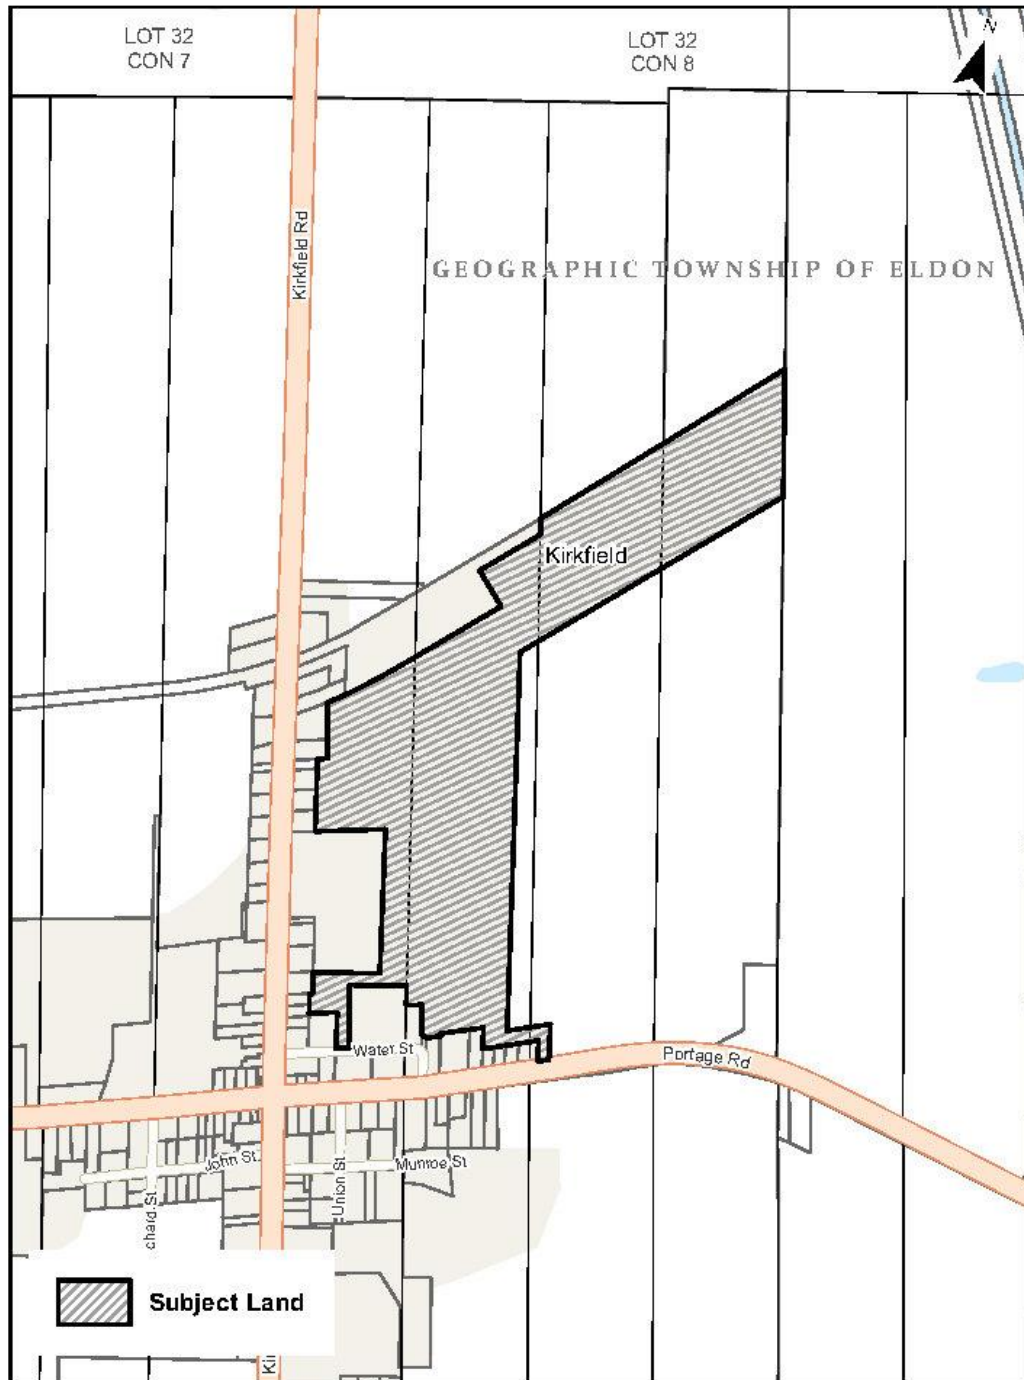 LOT 32
CON 7
LOT 32
CON 8
N
Kirkfield Rd
GEOGRAPHIC TOWNSHIP OF ELDON
Kirkfield
Water St
Portage Rd
John St
Munroe St
Union St
chard St
Subject Land
Kir